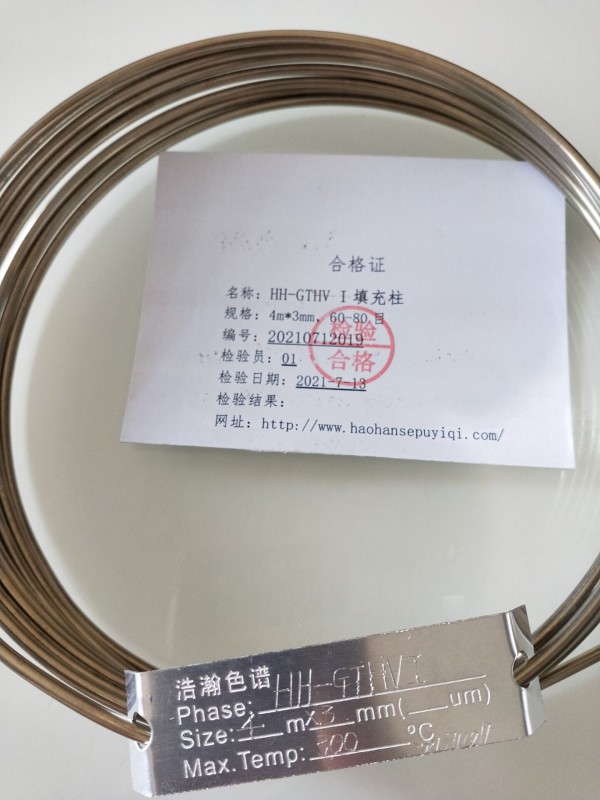 合格证
名称：HH-GTHV I 填充柱
规格：4m*3mm，60-80目
编号：20210712019
检验员：01
检验日期：2021-7-13
检验结果：
网址：http://www.haohansepuyiqi.com/
检验
合格
浩瀚色谱
Phase: HH-GTHV I
Size: 4 m×3 mm(__um)
Max.Temp: 300 °C